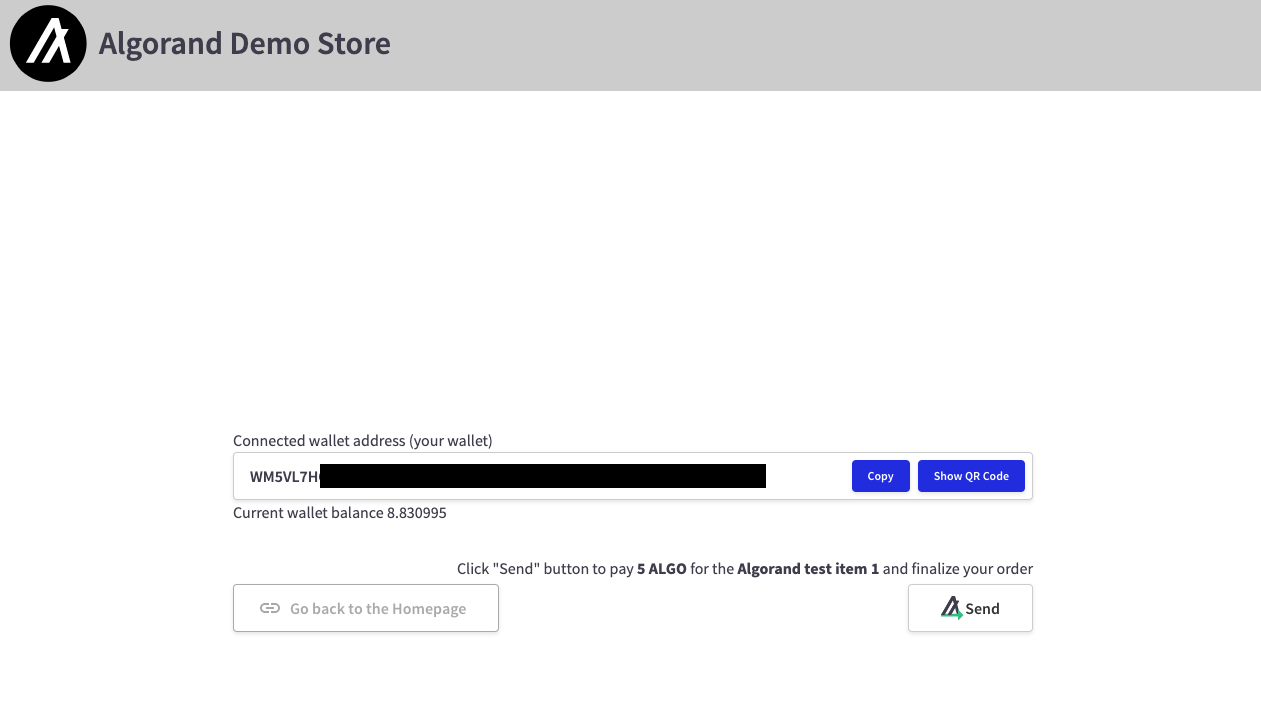 Algorand Demo Store
Connected wallet address (your wallet)
WM5VL7H
Copy
Show QR Code
Current wallet balance 8.830995
Click "Send" button to pay 5 ALGO for the Algorand test item 1 and finalize your order
Go back to the Homepage
Send